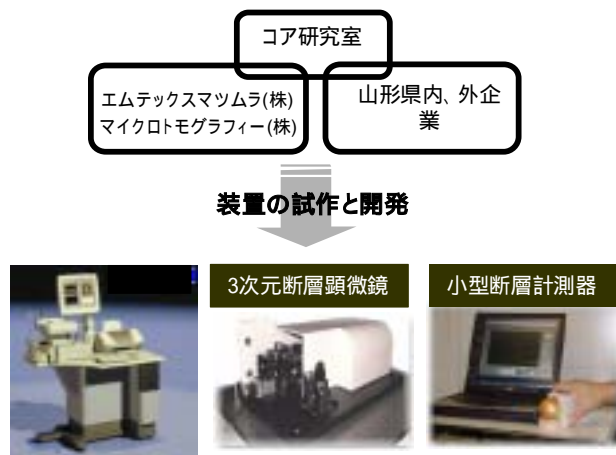 コア研究室
エムテックスマツムラ(株)
マイクロトモグラフィー(株)
山形県内、外企
業
装置の試作と開発
3次元断層顕微鏡
小型断層計測器